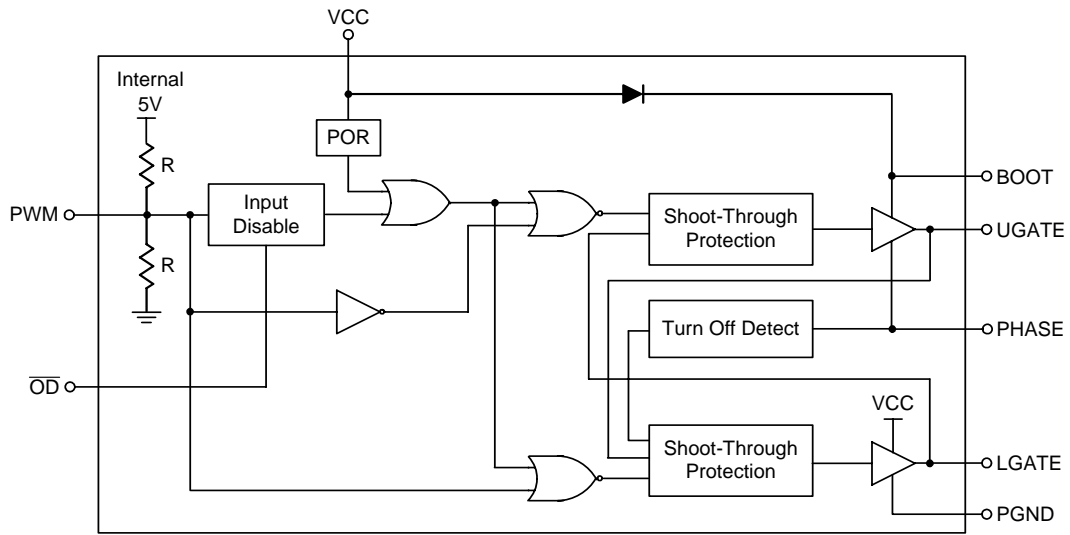 VCC
Internal
5V
R
POR
PWM
Input
Disable
R
Shoot-Through
Protection
BOOT
UGATE
Turn Off Detect
PHASE
OD
VCC
Shoot-Through
Protection
LGATE
PGND